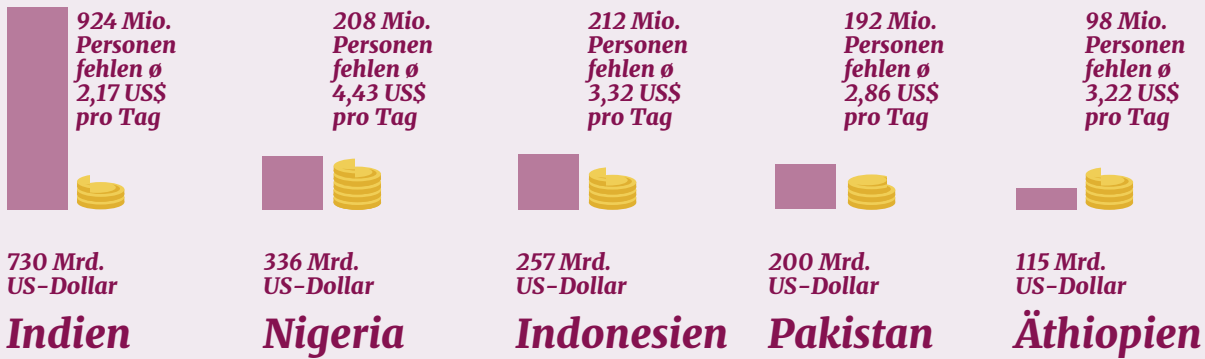 924 Mio.
Personen
fehlen ø
2,17 US$
pro Tag
730 Mrd.
US-Dollar
Indien
208 Mio.
Personen
fehlen ø
4,43 US$
pro Tag
336 Mrd.
US-Dollar
Nigeria
212 Mio.
Personen
fehlen ø
3,32 US$
pro Tag
257 Mrd.
US-Dollar
Indonesien
192 Mio.
Personen
fehlen ø
2,86 US$
pro Tag
200 Mrd.
US-Dollar
Pakistan
98 Mio.
Personen
fehlen ø
3,22 US$
pro Tag
115 Mrd.
US-Dollar
Äthiopien